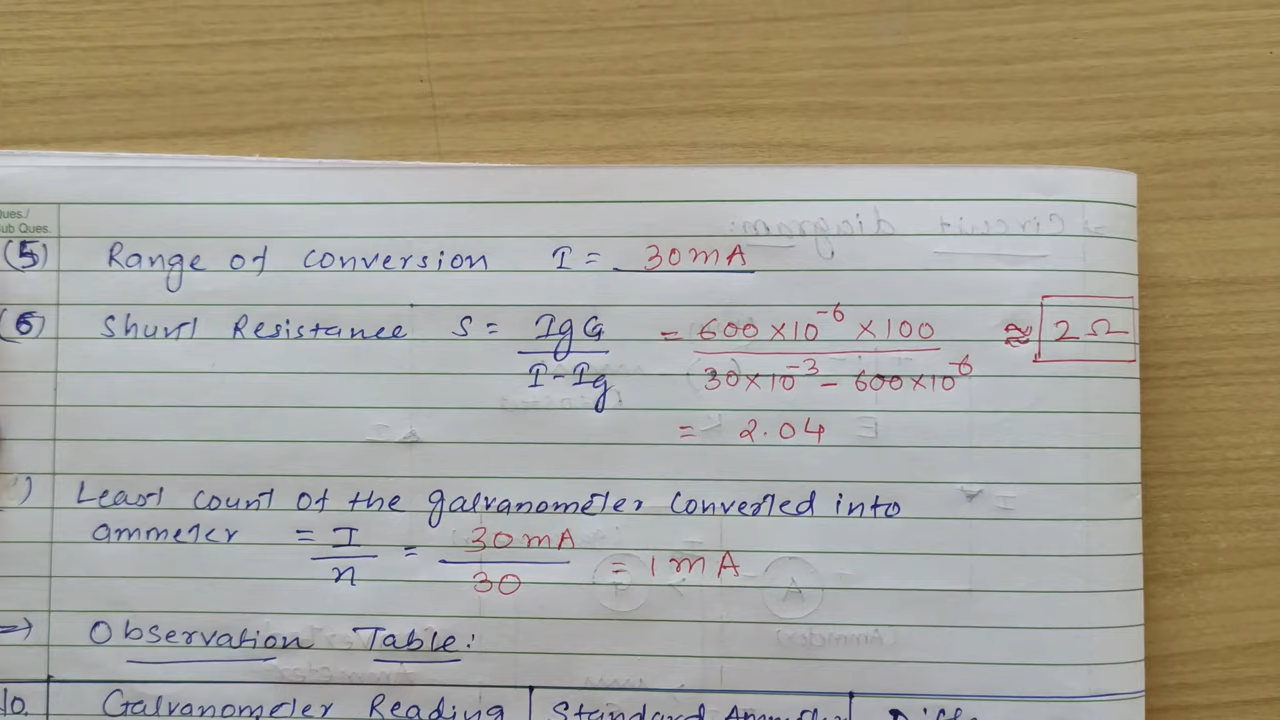 Ques./
Sub Ques.
(5) Range of conversion I = 30mA
(6) Shunt Resistance S = IgG / I-Ig = 600×10⁻⁶ ×100 / 30×10⁻³ - 600×10⁻⁶ ≈ 2Ω
= 2.04
) Least count of the galvanometer converted into
ammeter = I / n = 30mA / 30 = 1mA
⇒) Observation Table:
No. Galvanometer Reading Standard Ammeter